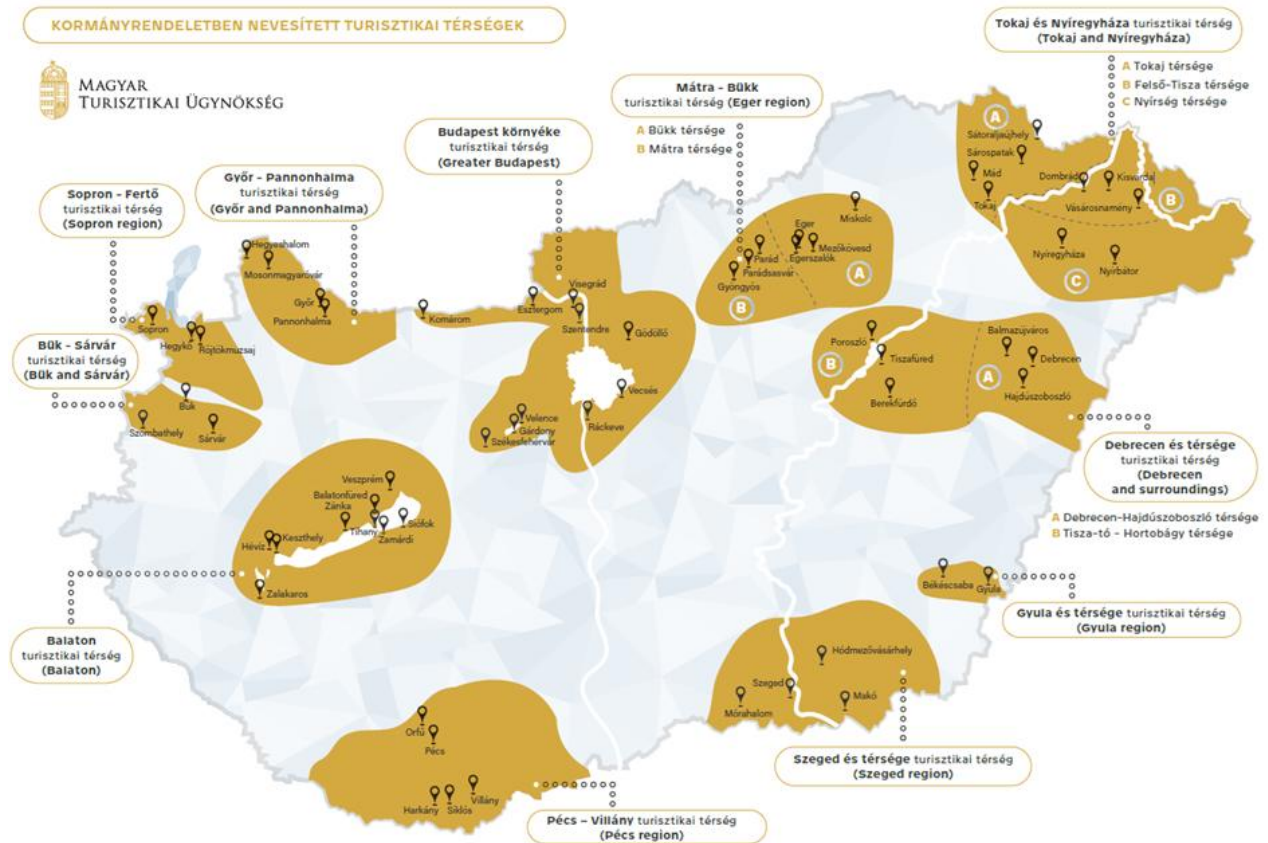 KORMÁNYRENDELETBEN NEVESÍTETT TURISZTIKAI TÉRSÉGEK
MAGYAR
TURISZTIKAI ÜGYNÖKSÉG
Sopron - Fertő
turisztikai térség
(Sopron region)
Győr - Pannonhalma
turisztikai térség
(Győr and Pannonhalma)
Budapest környéke
turisztikai térség
(Greater Budapest)
Mátra - Bükk
turisztikai térség (Eger region)
A Bükk térsége
B Mátra térsége
Tokaj és Nyíregyháza turisztikai térség
(Tokaj and Nyíregyháza)
A Tokaj térsége
B Felső-Tisza térsége
C Nyírség térsége
Bük - Sárvár
turisztikai térség
(Bük and Sárvár)
Balaton
turisztikai térség
(Balaton)
Pécs – Villány turisztikai térség
(Pécs region)
Szeged és térsége turisztikai térség
(Szeged region)
Gyula és térsége turisztikai térség
(Gyula region)
Debrecen és térsége
turisztikai térség
(Debrecen
and surroundings)
A Debrecen-Hajdúszoboszló térsége
B Tisza-tó - Hortobágy térsége
Hegyeshalom
Mosonmagyaróvár
Győr
Pannonhalma
Sopron
Hegykő
Röjtökmuzsaj
Bük
Szombathely
Sárvár
Komárom
Esztergom
Visegrád
Szentendre
Gödöllő
Vecsés
Ráckeve
Velence
Gárdony
Székesfehérvár
Veszprém
Balatonfüred
Zánka
Tihany
Siófok
Zamárdi
Keszthely
Hévíz
Zalakaros
Orfű
Pécs
Harkány
Siklós
Villány
Miskolc
Eger
Mezőkövesd
Egerszalók
Parád
Parádsasvár
Gyöngyös
A
B
A
Sátoraljaújhely
Sárospatak
Mád
Tokaj
Dombrád
Kisvárda
Vásárosnamény
B
Nyíregyháza
Nyírbátor
C
Poroszló
Tiszafüred
B
Berekfürdő
Balmazújváros
Debrecen
A
Hajdúszoboszló
Békéscsaba
Gyula
Hódmezővásárhely
Szeged
Makó
Mórahalom